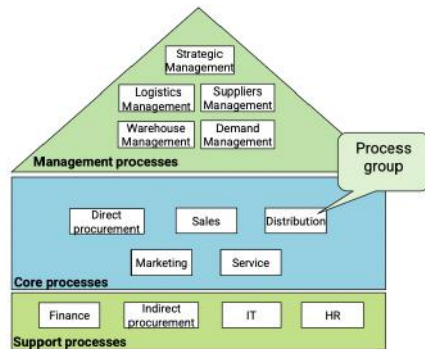 Strategic
Management
Logistics
Management
Suppliers
Management
Warehouse
Management
Demand
Management
Management processes
Process
group
Direct
procurement
Sales
Distribution
Marketing
Service
Core processes
Finance
Indirect
procurement
IT
HR
Support processes